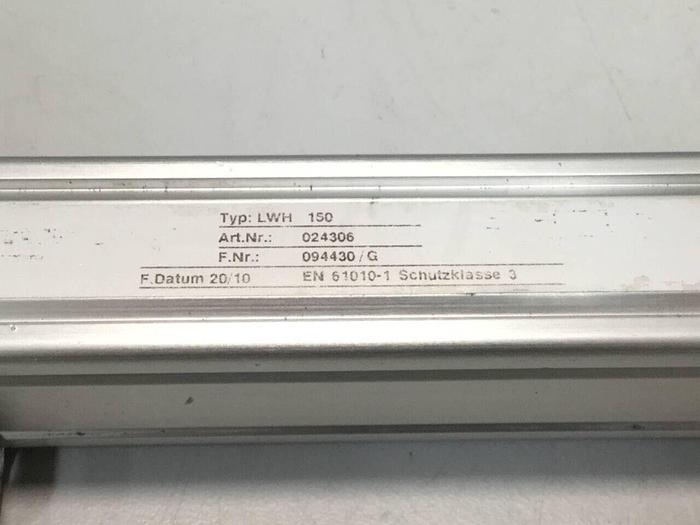 Typ: LWH 150
Art.Nr.: 024306
F.Nr.: 094430/G
F.Datum 20/10 EN 61010-1 Schutzklasse 3